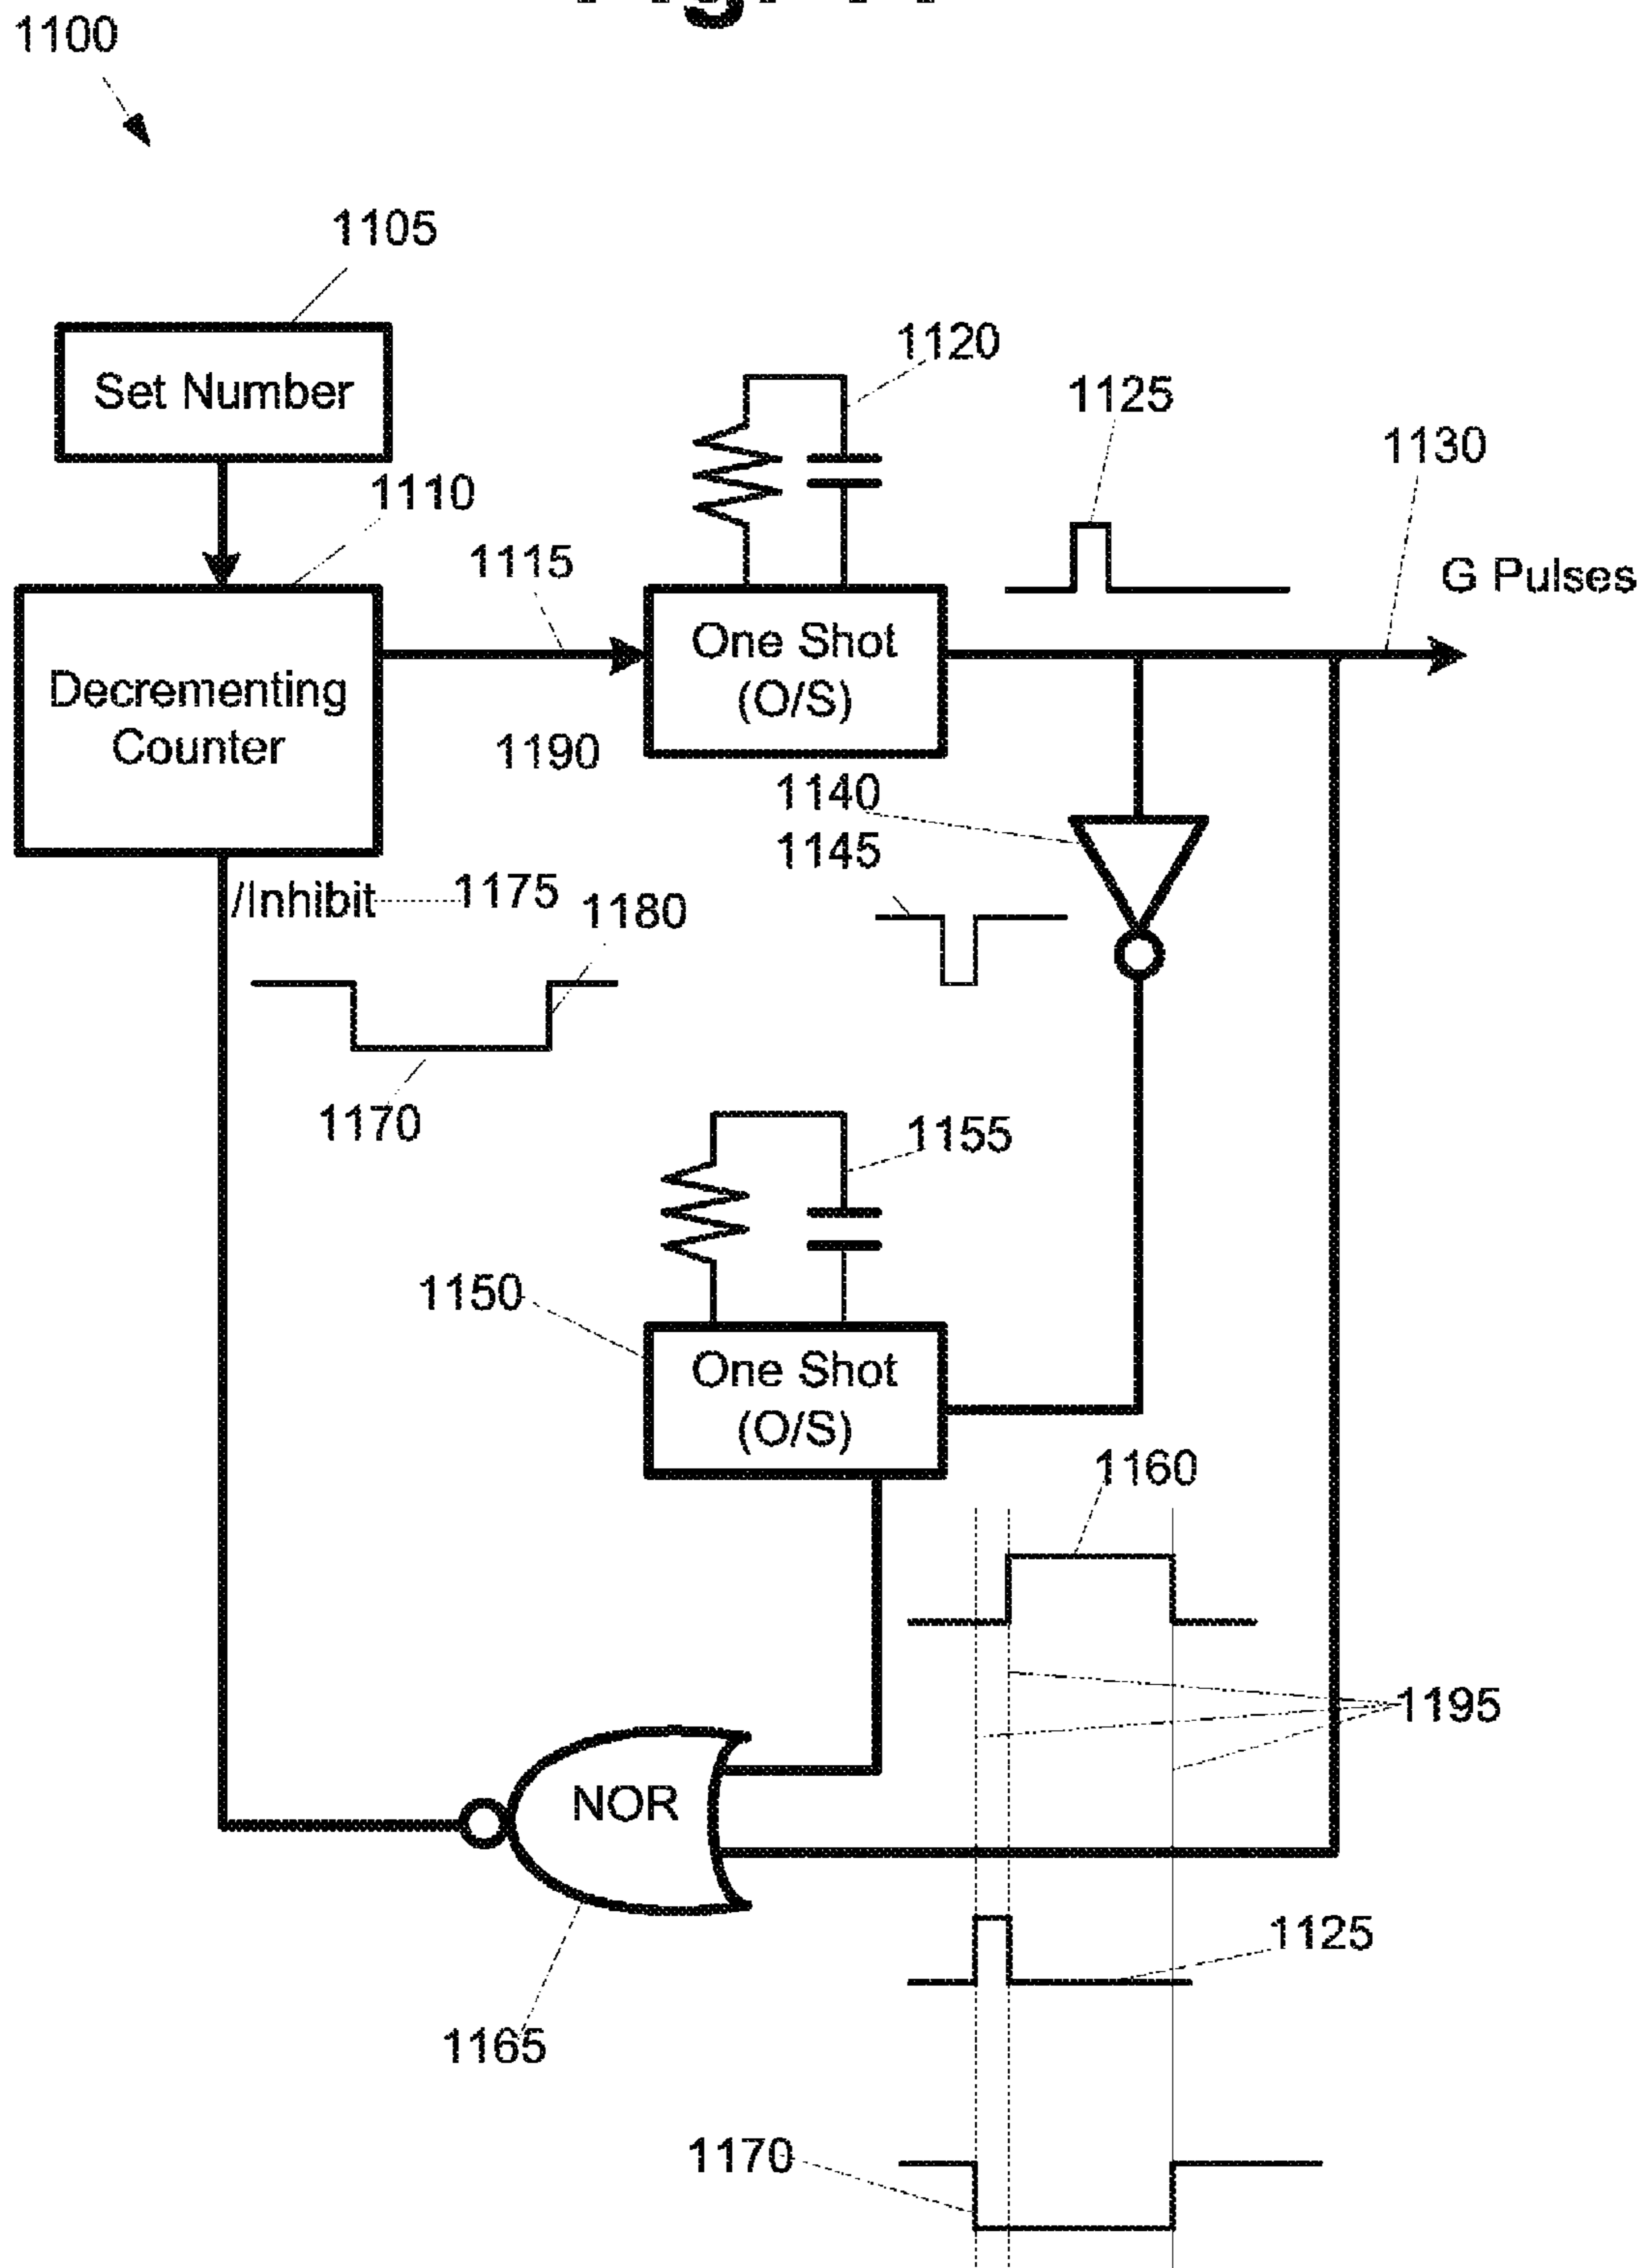 1100
1105
Set Number
1120
1125
1130
1110
1115
G Pulses
One Shot
(O/S)
Decrementing
Counter
1190
1140
1145
/Inhibit
1175
1180
1170
1155
1150
One Shot
(O/S)
1160
1195
NOR
1125
1165
1170